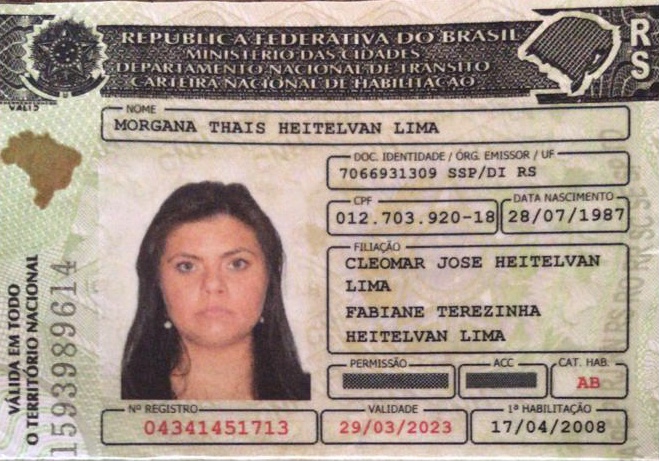 REPÚBLICA FEDERATIVA DO BRASIL
MINISTÉRIO DAS CIDADES
DEPARTAMENTO NACIONAL DE TRÂNSITO
CARTEIRA NACIONAL DE HABILITAÇÃO
RS
NOME
MORGANA THAIS HEITELVAN LIMA
DOC. IDENTIDADE / ÓRG. EMISSOR / UF
7066931309 SSP/DI RS
CPF
012.703.920-18
DATA NASCIMENTO
28/07/1987
FILIAÇÃO
CLEOMAR JOSE HEITELVAN
LIMA
FABIANE TEREZINHA
HEITELVAN LIMA
PERMISSÃO
ACC
CAT. HAB.
AB
Nº REGISTRO
04341451713
VALIDADE
29/03/2023
1ª HABILITAÇÃO
17/04/2008
VÁLIDA EM TODO
O TERRITÓRIO NACIONAL
1593989614